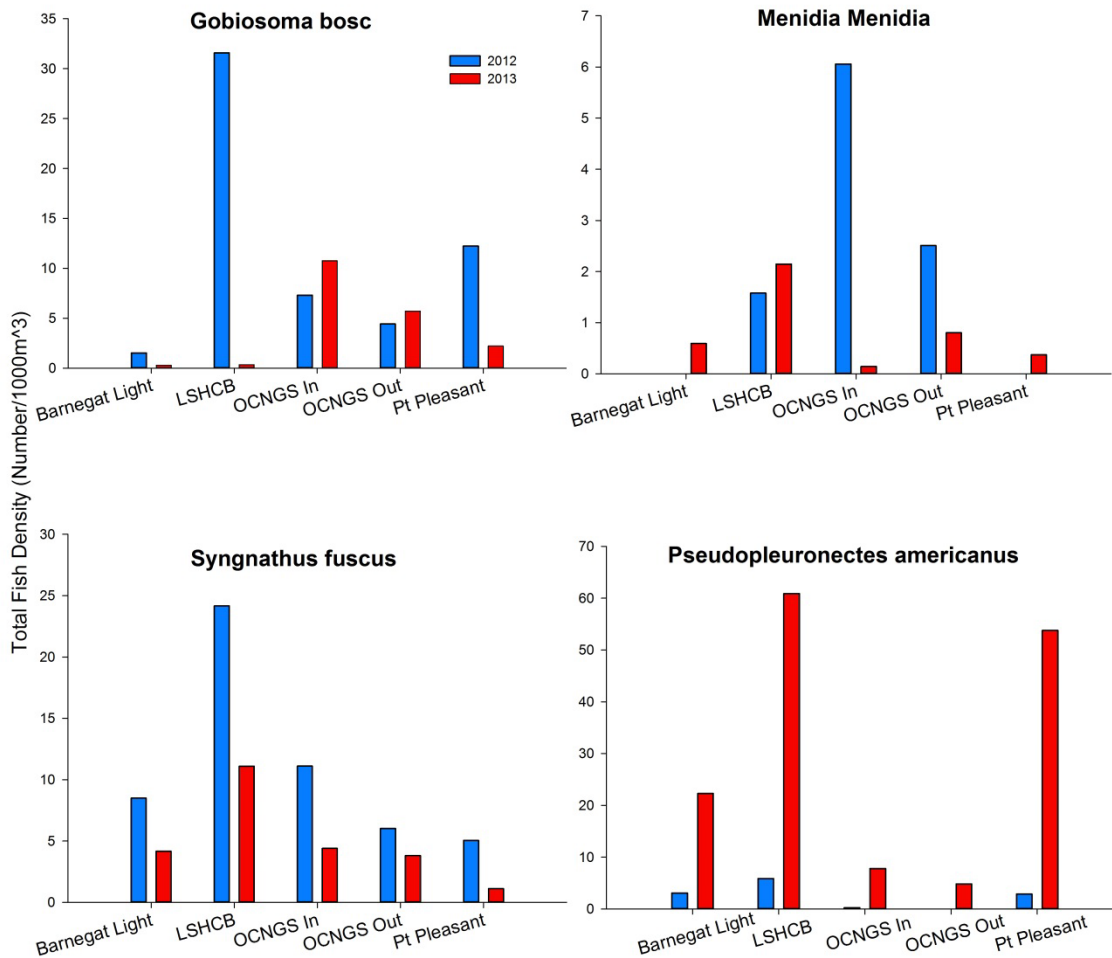 Total Fish Density (Number/1000m^3)
Gobiosoma bosc
2012
2013
35
30
25
20
15
10
5
0
Barnegat Light
LSHCB
OCNGS In
OCNGS Out
Pt Pleasant
Menidia Menidia
7
6
5
4
3
2
1
0
Barnegat Light
LSHCB
OCNGS In
OCNGS Out
Pt Pleasant
Syngnathus fuscus
30
25
20
15
10
5
0
Barnegat Light
LSHCB
OCNGS In
OCNGS Out
Pt Pleasant
Pseudopleuronectes americanus
70
60
50
40
30
20
10
0
Barnegat Light
LSHCB
OCNGS In
OCNGS Out
Pt Pleasant